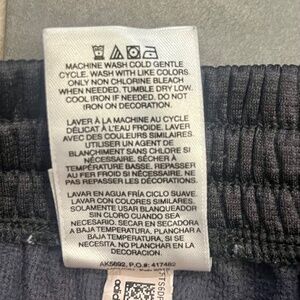 MACHINE WASH COLD GENTLE
CYCLE. WASH WITH LIKE COLORS.
ONLY NON CHLORINE BLEACH
WHEN NEEDED. TUMBLE DRY LOW.
COOL IRON IF NEEDED. DO NOT
IRON ON DECORATION.
LAVER À LA MACHINE AU CYCLE
DÉLICAT À L'EAU FROIDE. LAVER
AVEC DES COULEURS SIMILAIRES.
UTILISER UN AGENT DE
BLANCHIMENT SANS CHLORE SI
NÉCESSAIRE. SÉCHER À
TEMPÉRATURE BASSE. REPASSER
AU FER FROID SI NÉCESSAIRE. NE
PAS REPASSER LES DÉCORATIONS.
LAVAR EN AGUA FRÍA CICLO SUAVE.
LAVAR CON COLORES SIMILARES.
SOLAMENTE USAR BLANQUEADOR
SIN CLORO CUANDO SEA
NECESARIO. SECAR EN SECADORA
A BAJA TEMPERATURA. PLANCHAR A
BAJA TEMPERATURA, SI ES
NECESITA. NO PLANCHAR EN LA
DECORACIÓN.
AK5692, P.O.#: 417482
adidas